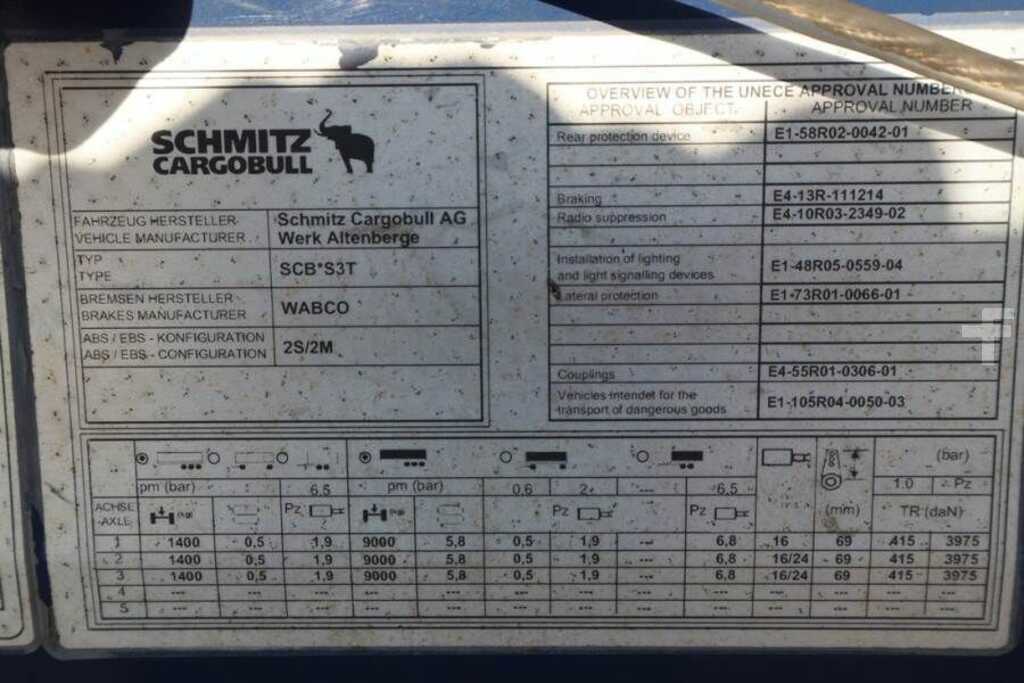 SCHMITZ
CARGOBULL
FAHRZEUG HERSTELLER
VEHICLE MANUFACTURER
Schmitz Cargobull AG
Werk Altenberge
TYP
TYPE
SCB*S3T
BREMSEN HERSTELLER
BRAKES MANUFACTURER
WABCO
ABS / EBS - KONFIGURATION
ABS / EBS - CONFIGURATION
2S/2M
OVERVIEW OF THE UNECE APPROVAL NUMBER
APPROVAL OBJECT APPROVAL NUMBER
Rear protection device E1-58R02-0042-01
Braking E4-13R-111214
Radio suppression E4-10R03-2349-02
Installation of lighting
and light signalling devices E1-48R05-0559-04
Lateral protection E1-73R01-0066-01
Couplings E4-55R01-0306-01
Vehicles intendet for the
transport of dangerous goods E1-105R04-0050-03
(bar)
pm (bar) 6.5 pm (bar) 0.6 2 --- 6.5 1.0 Pz
ACHSE
AXLE Pz Pz Pz (mm) TR (daN)
1 1400 0,5 1,9 9000 5,8 0,5 1,9 --- 6,8 16 69 415 3975
2 1400 0,5 1,9 9000 5,8 0,5 1,9 --- 6,8 16/24 69 415 3975
3 1400 0,5 1,9 9000 5,8 0,5 1,9 --- 6,8 16/24 69 415 3975
4 --- --- --- --- --- --- --- --- --- --- --- --- ---
5 --- --- --- --- --- --- --- --- --- --- --- --- ---